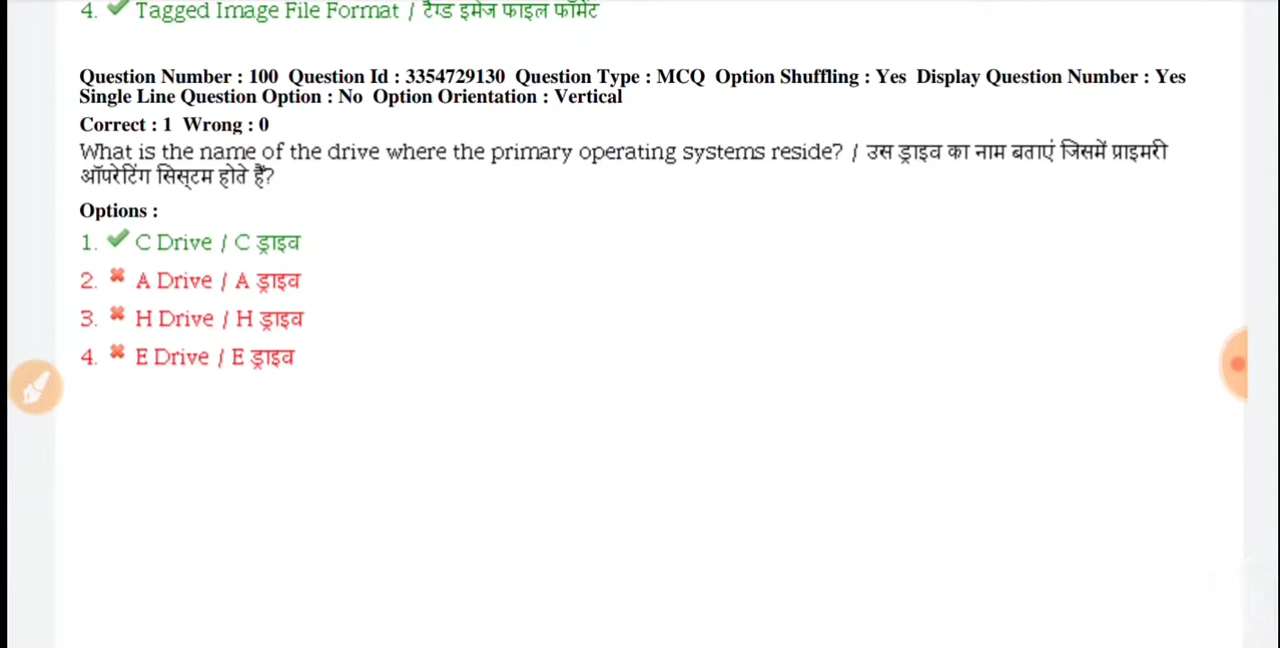 4. Tagged Image File Format / टैग्ड इमेज फाइल फॉर्मेट
Question Number : 100 Question Id : 3354729130 Question Type : MCQ Option Shuffling : Yes Display Question Number : Yes
Single Line Question Option : No Option Orientation : Vertical
Correct : 1 Wrong : 0
What is the name of the drive where the primary operating systems reside? / उस ड्राइव का नाम बताएं जिसमें प्राइमरी
ऑपरेटिंग सिस्टम होते हैं?
Options :
1. C Drive / C ड्राइव
2. A Drive / A ड्राइव
3. H Drive / H ड्राइव
4. E Drive / E ड्राइव